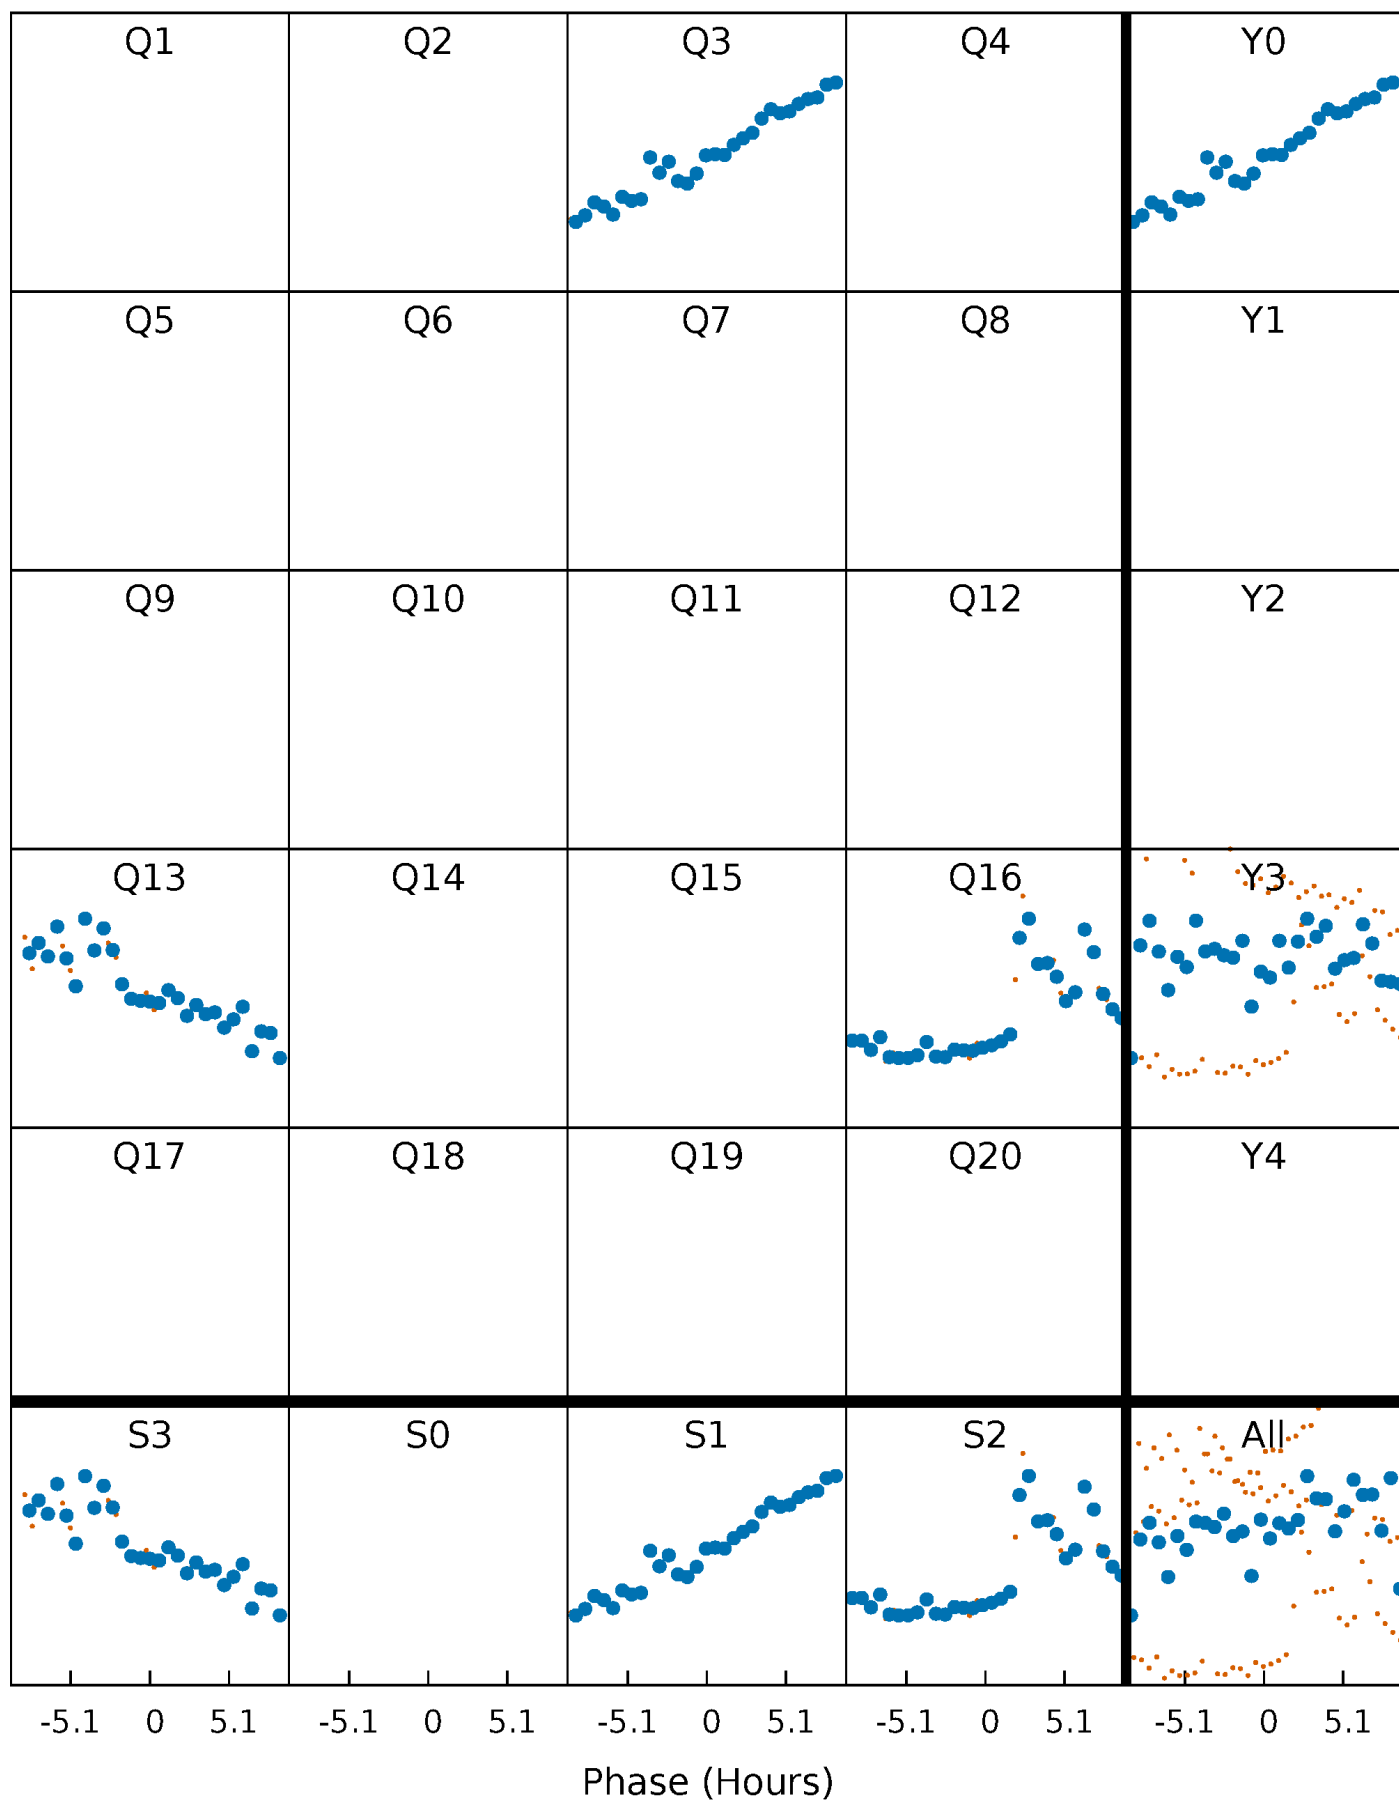 Q1 Q2 Q3 Q4 Y0
Q5 Q6 Q7 Q8 Y1
Q9 Q10 Q11 Q12 Y2
Q13 Q14 Q15 Q16 Y3
Q17 Q18 Q19 Q20 Y4
S3 S0 S1 S2 All
-5.1 0 5.1 -5.1 0 5.1 -5.1 0 5.1 -5.1 0 5.1 -5.1 0 5.1
Phase (Hours)